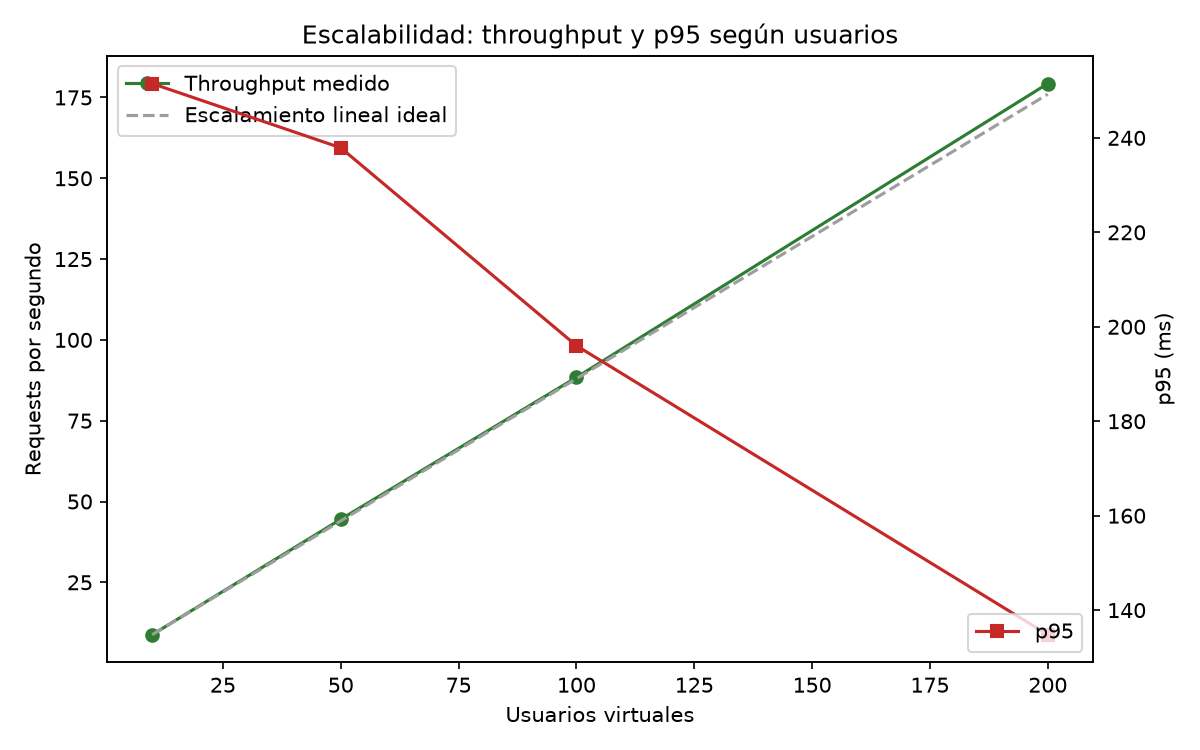 Escalabilidad: throughput y p95 según usuarios
Throughput medido
Escalamiento lineal ideal
175
150
125
100
75
50
25
Requests por segundo
240
220
200
180
160
140
p95 (ms)
p95
25 50 75 100 125 150 175 200
Usuarios virtuales